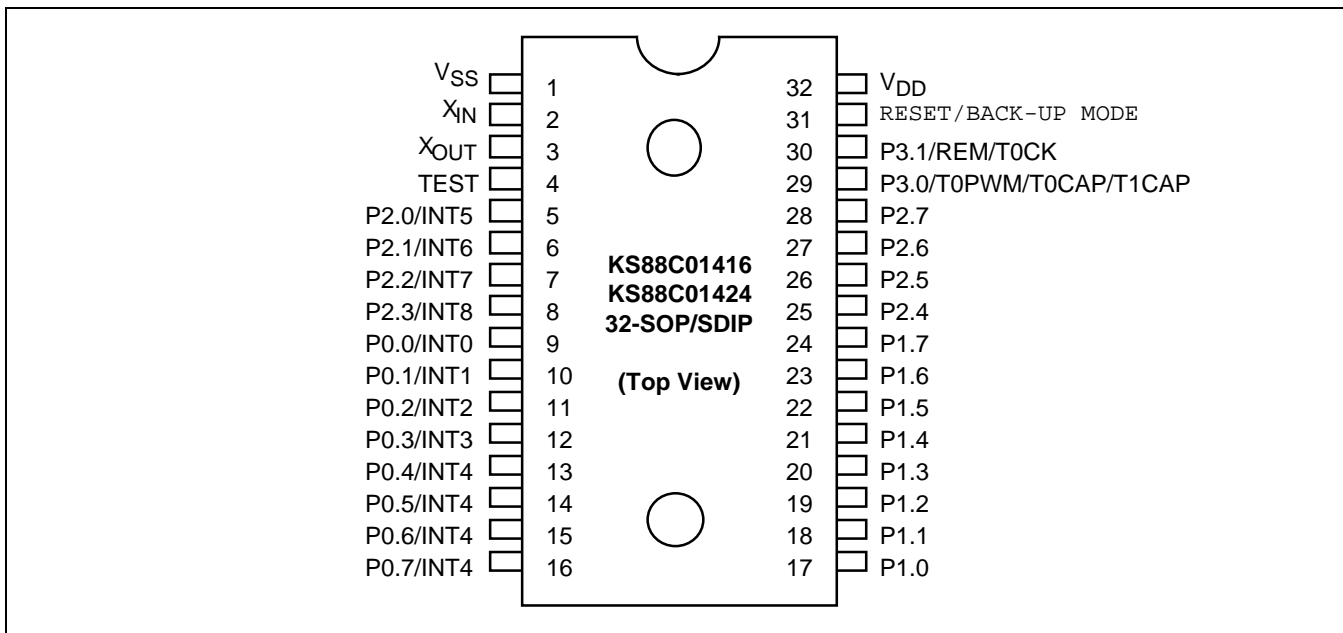 VSS 1 32 VDD
XIN 2 31 RESET/BACK-UP MODE
XOUT 3 30 P3.1/REM/T0CK
TEST 4 29 P3.0/T0PWM/T0CAP/T1CAP
P2.0/INT5 5 28 P2.7
P2.1/INT6 6 27 P2.6
P2.2/INT7 7 26 P2.5
P2.3/INT8 8 25 P2.4
P0.0/INT0 9 24 P1.7
P0.1/INT1 10 23 P1.6
P0.2/INT2 11 22 P1.5
P0.3/INT3 12 21 P1.4
P0.4/INT4 13 20 P1.3
P0.5/INT4 14 19 P1.2
P0.6/INT4 15 18 P1.1
P0.7/INT4 16 17 P1.0
KS88C01416
KS88C01424
32-SOP/SDIP
(Top View)